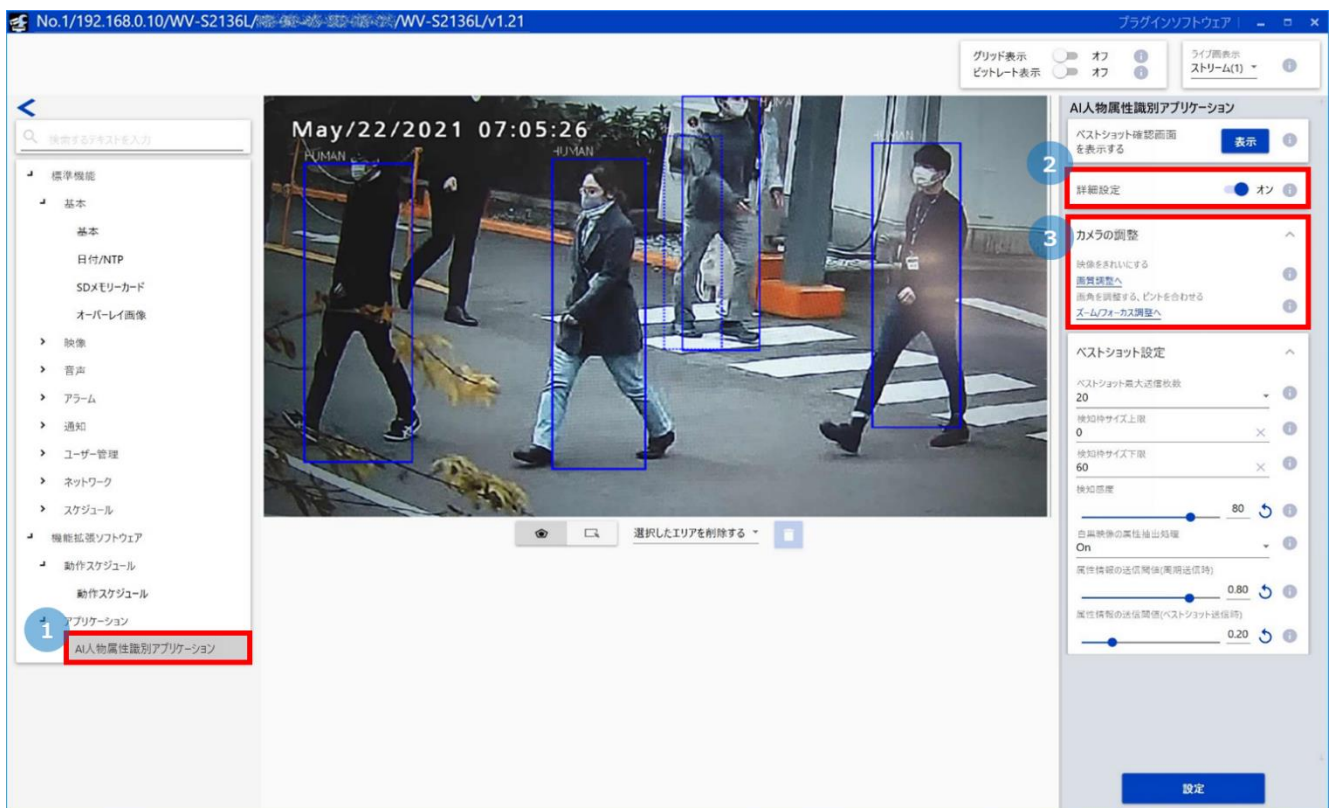 No.1/192.168.0.10/WV-S2136L/ /WV-S2136L/v1.21
プラグインソフトウェア
グリッド表示 オフ
ビットレート表示 オフ
ライブ画表示
ストリーム(1)
検索するテキストを入力
標準機能
基本
基本
日付/NTP
SDメモリーカード
オーバーレイ画像
映像
音声
アラーム
通知
ユーザー管理
ネットワーク
スケジュール
機能拡張ソフトウェア
動作スケジュール
動作スケジュール
1
アプリケーション
AI人物属性識別アプリケーション
May/22/2021 07:05:26
HUMAN
HUMAN
HUMAN
選択したエリアを削除する
AI人物属性識別アプリケーション
ベストショット確認画面
を表示する
表示
2
詳細設定 オン
3
カメラの調整
映像をきれいにする
画質調整へ
画角を調整する、ピントを合わせる
ズーム/フォーカス調整へ
ベストショット設定
ベストショット最大送信枚数
20
検知枠サイズ上限
0
検知枠サイズ下限
60
検知感度
80
白黒映像の属性抽出処理
On
属性情報の送信閾値(周期送信時)
0.80
属性情報の送信閾値(ベストショット送信時)
0.20
設定